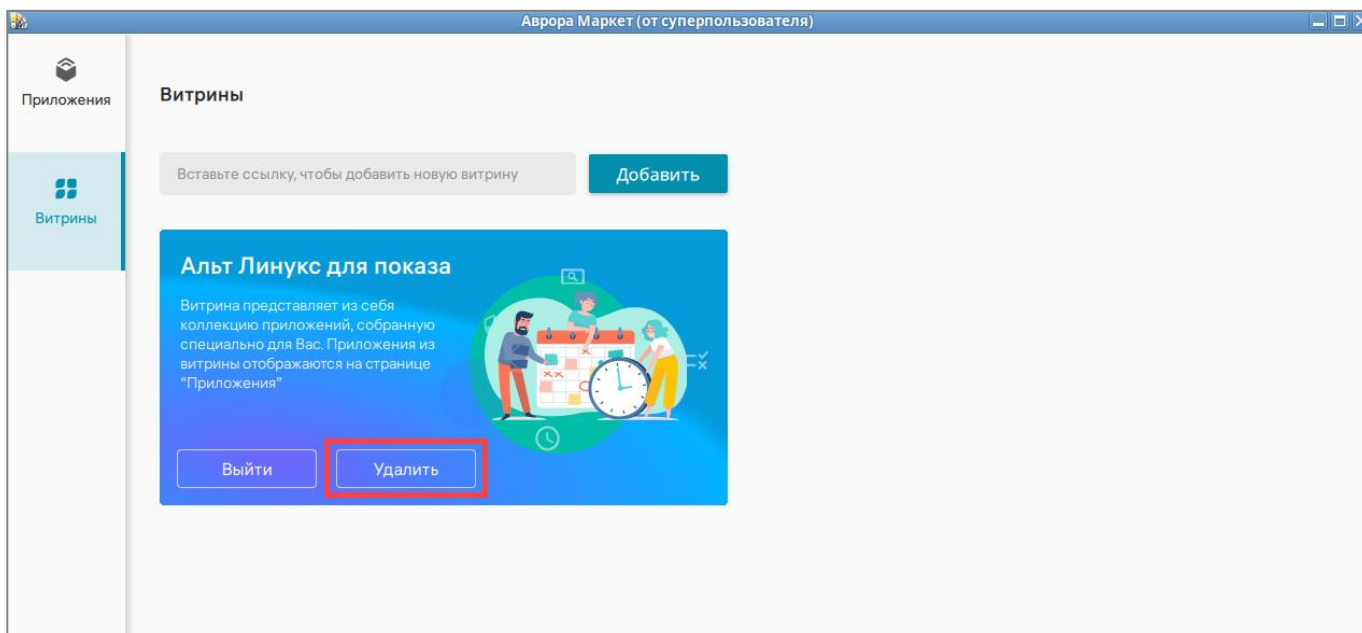 Аврора Маркет (от суперпользователя)
Приложения
Витрины
Витрины
Вставьте ссылку, чтобы добавить новую витрину
Добавить
Альт Линукс для показа
Витрина представляет из себя
коллекцию приложений, собранную
специально для Вас. Приложения из
витрины отображаются на странице
“Приложения”
Выйти
Удалить